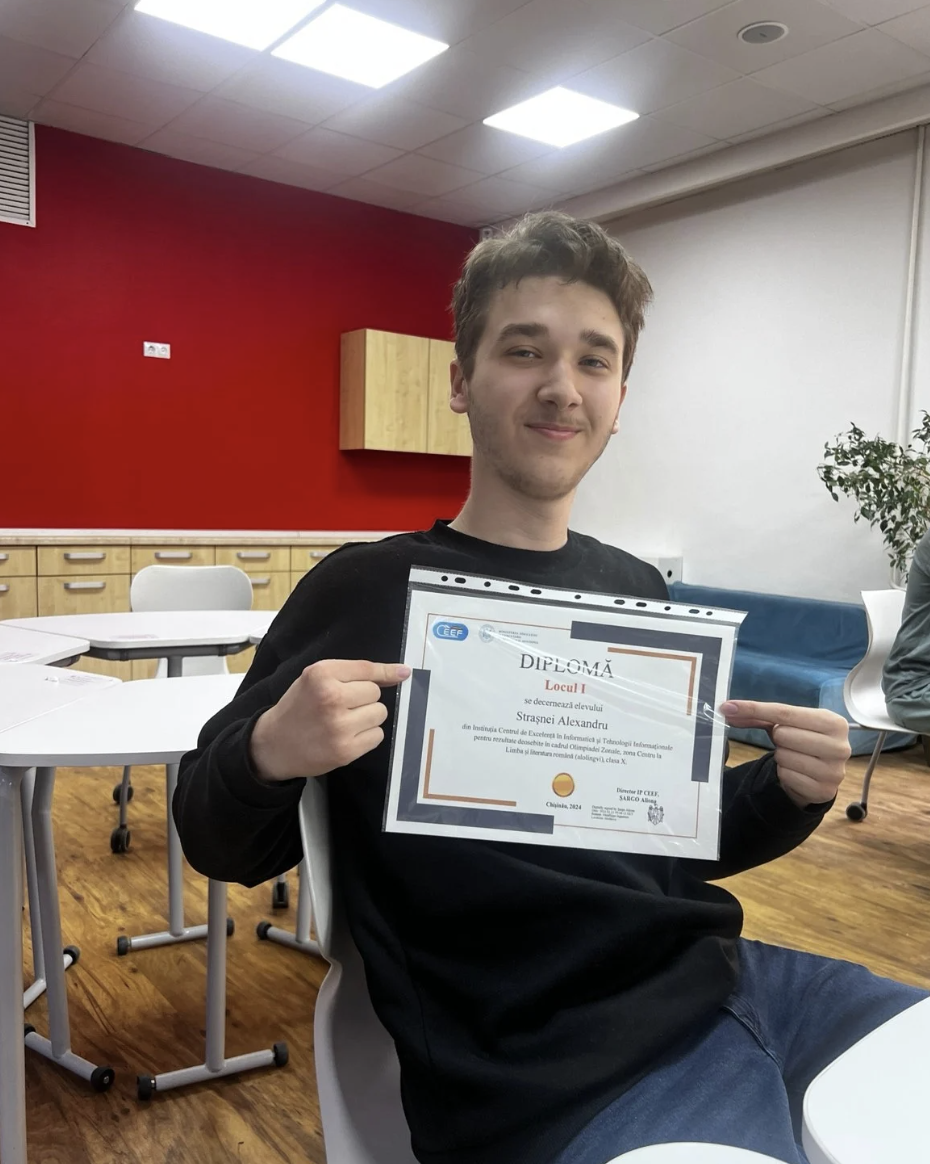 CEEF
DIPLOMĂ
Locul I
se decernează elevului
Strașnei Alexandru
din Instituția Centrul de Excelență în Informatică și Tehnologii Informaționale
pentru rezultate deosebite în cadrul Olimpiadei Zonale, zona Centru la
Limba și literatura română (alolingvi), clasa X.
Director IP CEEF,
ȘARGO Aliona
Chișinău, 2024